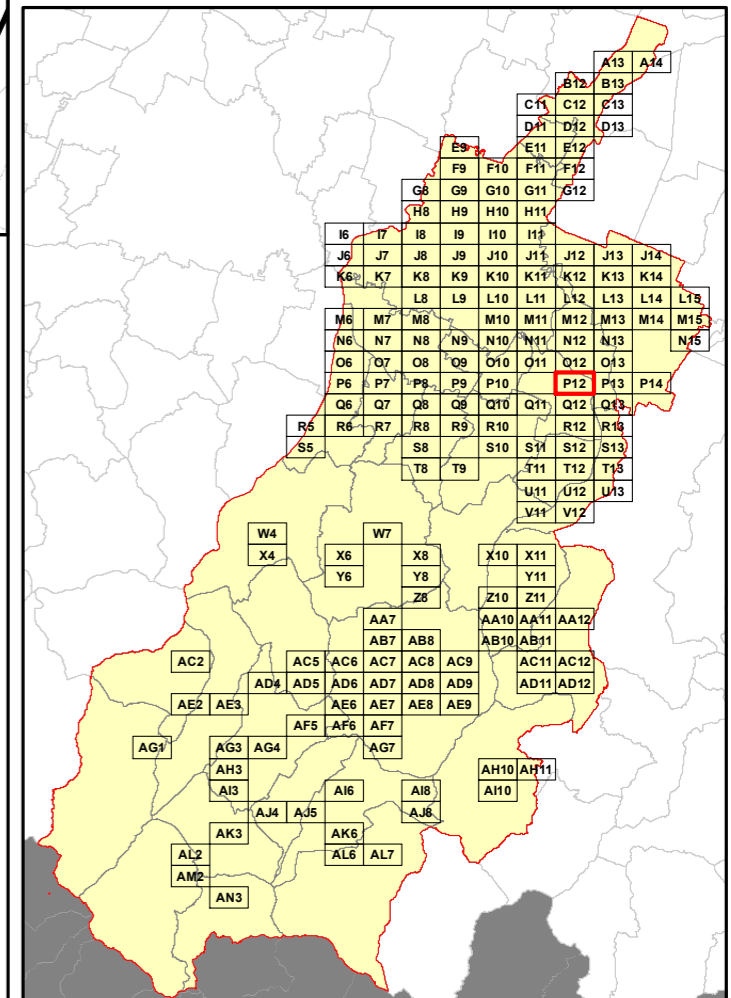 A13 A14
B12 B13
C11 C12 C13
D11 D12 D13
E9 E11 E12
F9 F10 F11 F12
G8 G9 G10 G11 G12
H8 H9 H10 H11
I6 I7 I8 I9 I10 I11
J6 J7 J8 J9 J10 J11 J12 J13 J14
K6 K7 K8 K9 K10 K11 K12 K13 K14
L8 L9 L10 L11 L12 L13 L14 L15
M6 M7 M8 M10 M11 M12 M13 M14 M15
N6 N7 N8 N9 N10 N11 N12 N13 N15
O6 O7 O8 O9 O10 O11 O12 O13
P6 P7 P8 P9 P10 P12 P13 P14
Q6 Q7 Q8 Q9 Q10 Q11 Q12 Q13
R5 R6 R7 R8 R9 R10 R12 R13
S5 S8 S10 S11 S12 S13
T8 T9 T11 T12 T13
U11 U12 U13
V11 V12
W4 W7
X4 X6 X8 X10 X11
Y6 Y8 Y11
Z8 Z10 Z11
AA7 AA10 AA11 AA12
AB7 AB8 AB10 AB11
AC2 AC5 AC6 AC7 AC8 AC9 AC11 AC12
AD4 AD5 AD6 AD7 AD8 AD9 AD11 AD12
AE2 AE3 AE6 AE7 AE8 AE9
AF5 AF6 AF7
AG1 AG3 AG4 AG7
AH3 AH10 AH11
AI3 AI6 AI8 AI10
AJ4 AJ5 AJ8
AK3 AK6
AL2 AL6 AL7
AM2
AN3